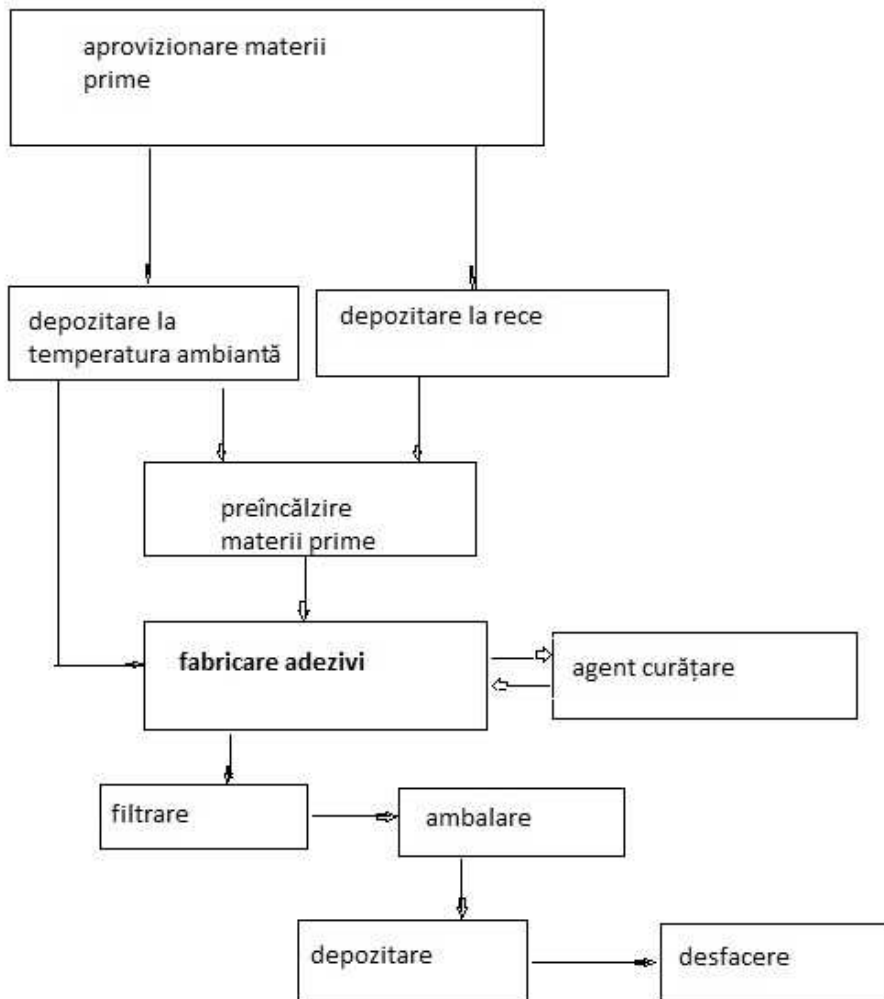 aprovizionare materii
prime
depozitare la
temperatura ambiantă
depozitare la rece
preîncălzire
materii prime
fabricare adezivi
agent curățare
filtrare
ambalare
depozitare
desfacere